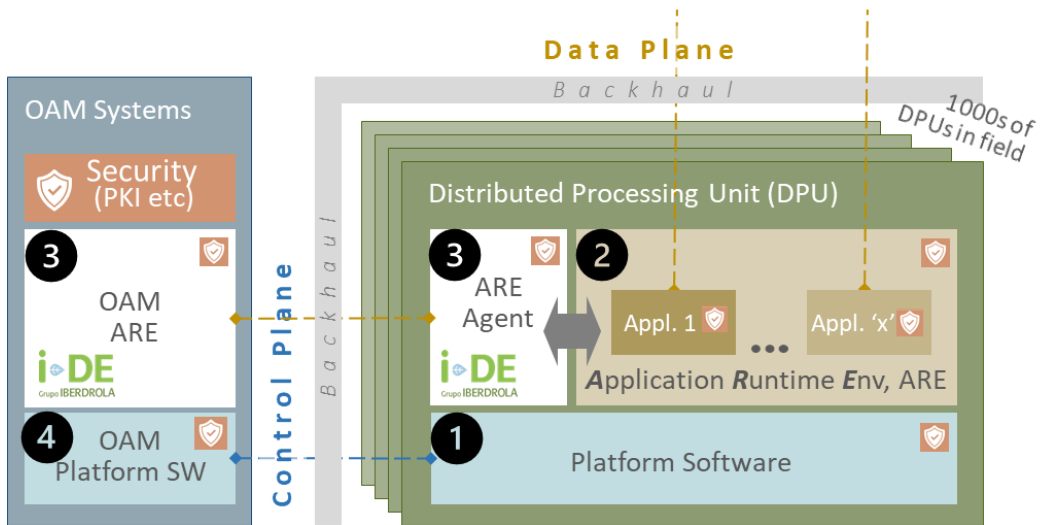 Data Plane
Backhaul
1000s of
DPUs in field
OAM Systems
Security
(PKI etc)
3
OAM
ARE
i-DE
Grupo IBERDROLA
4
OAM
Platform SW
Control Plane
Backhaul
Distributed Processing Unit (DPU)
3
ARE
Agent
i-DE
Grupo IBERDROLA
2
Appl. 1
...
Appl. ‘x’
Application Runtime Env, ARE
1
Platform Software